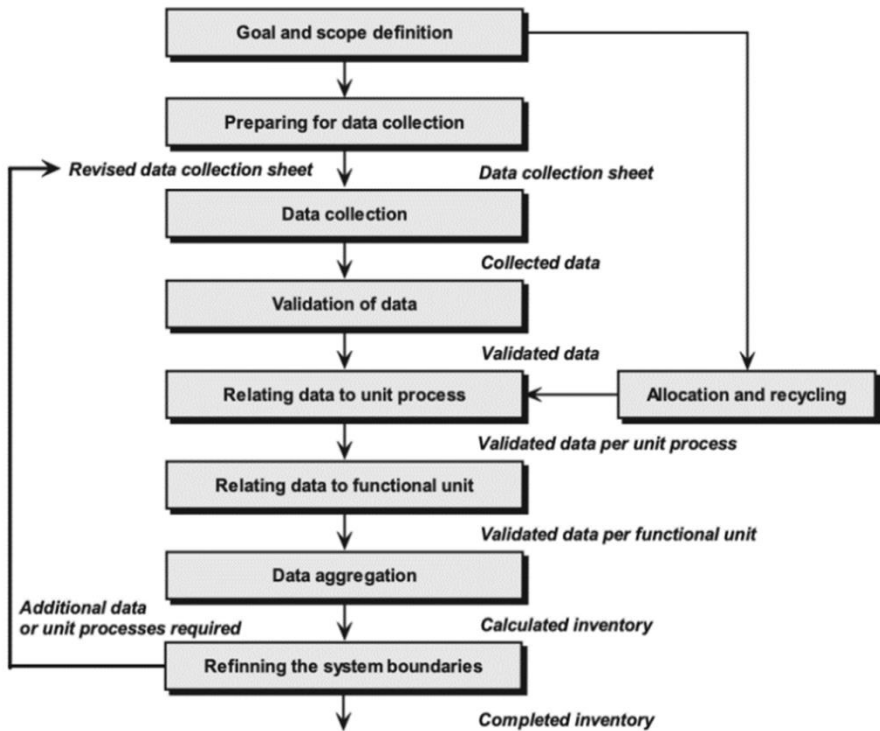 Goal and scope definition
Preparing for data collection
Revised data collection sheet
Data collection sheet
Data collection
Collected data
Validation of data
Validated data
Relating data to unit process
Allocation and recycling
Validated data per unit process
Relating data to functional unit
Validated data per functional unit
Data aggregation
Additional data
or unit processes required
Calculated inventory
Refinning the system boundaries
Completed inventory